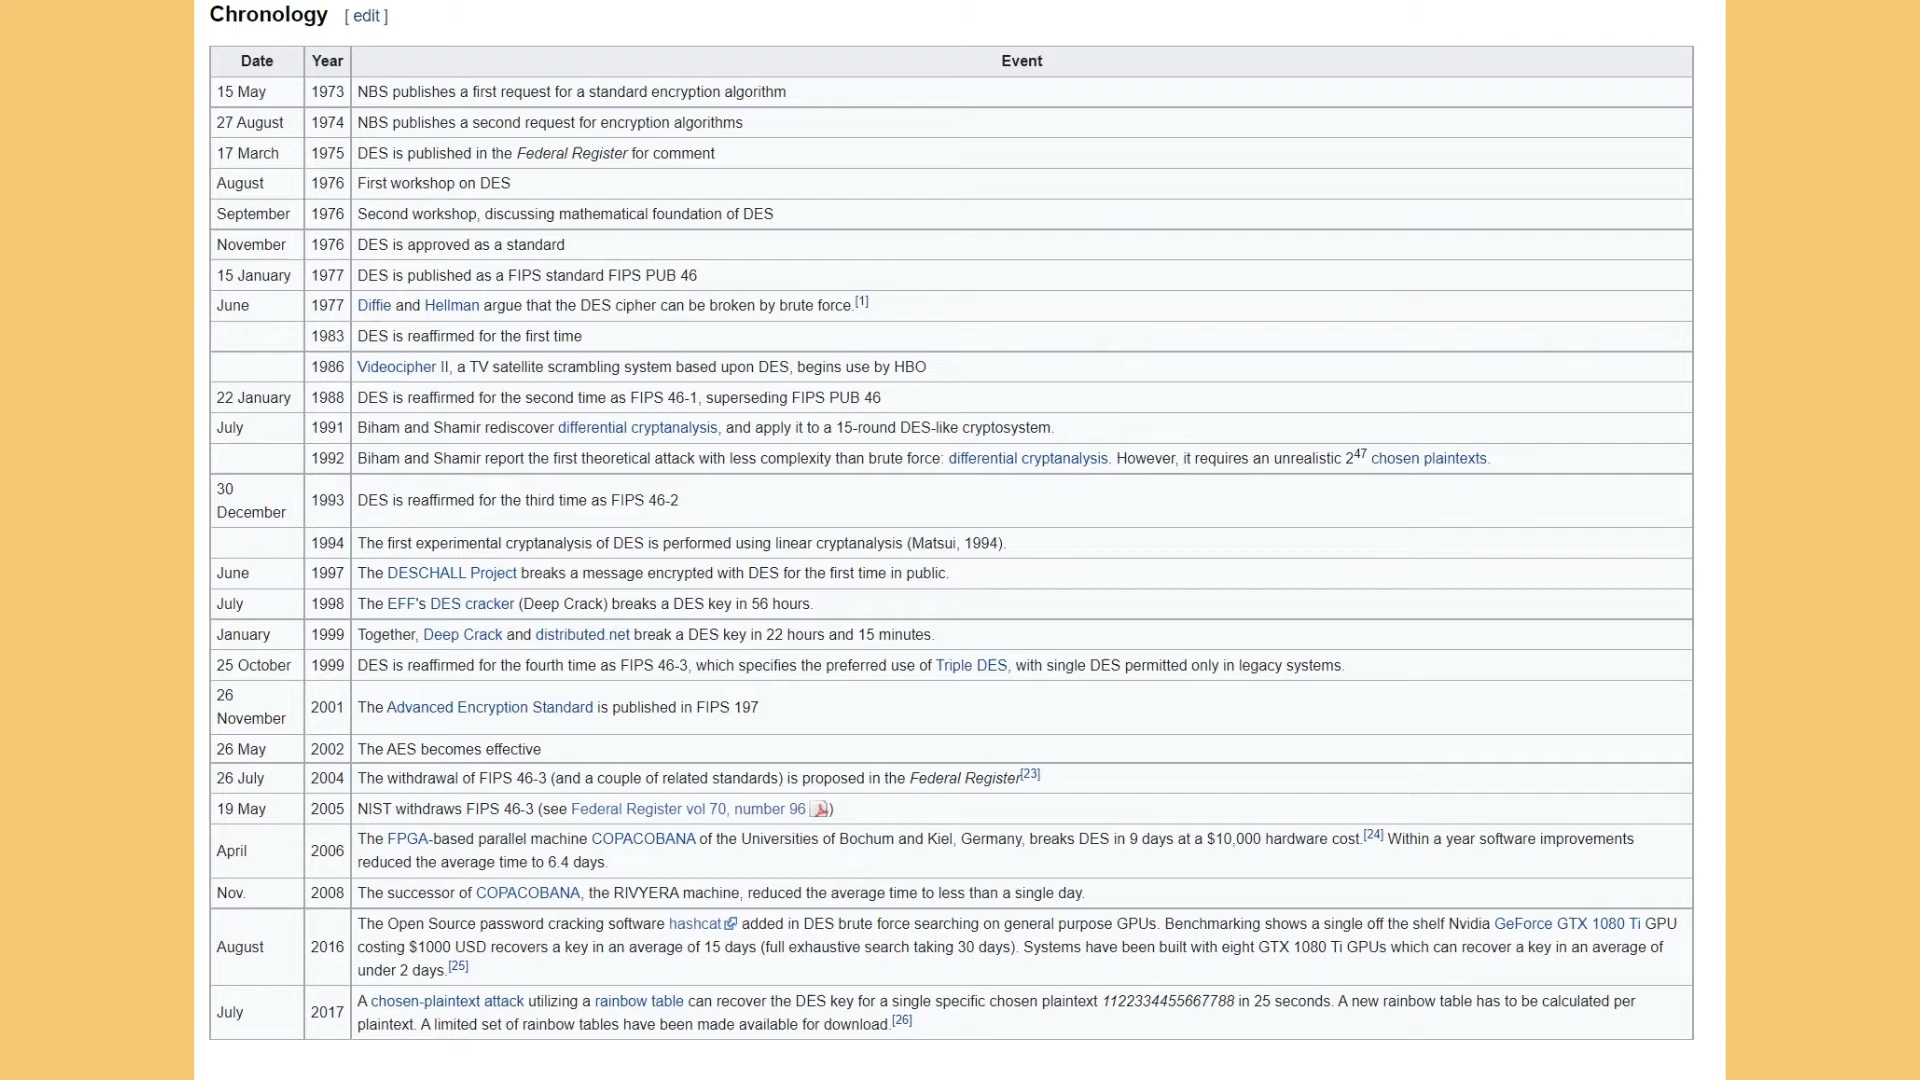 Chronology [ edit ]
Date Year Event
15 May 1973 NBS publishes a first request for a standard encryption algorithm
27 August 1974 NBS publishes a second request for encryption algorithms
17 March 1975 DES is published in the Federal Register for comment
August 1976 First workshop on DES
September 1976 Second workshop, discussing mathematical foundation of DES
November 1976 DES is approved as a standard
15 January 1977 DES is published as a FIPS standard FIPS PUB 46
June 1977 Diffie and Hellman argue that the DES cipher can be broken by brute force.[1]
1983 DES is reaffirmed for the first time
1986 Videocipher II, a TV satellite scrambling system based upon DES, begins use by HBO
22 January 1988 DES is reaffirmed for the second time as FIPS 46-1, superseding FIPS PUB 46
July 1991 Biham and Shamir rediscover differential cryptanalysis, and apply it to a 15-round DES-like cryptosystem.
1992 Biham and Shamir report the first theoretical attack with less complexity than brute force: differential cryptanalysis. However, it requires an unrealistic 2^47 chosen plaintexts.
30
December 1993 DES is reaffirmed for the third time as FIPS 46-2
1994 The first experimental cryptanalysis of DES is performed using linear cryptanalysis (Matsui, 1994).
June 1997 The DESCHALL Project breaks a message encrypted with DES for the first time in public.
July 1998 The EFF's DES cracker (Deep Crack) breaks a DES key in 56 hours.
January 1999 Together, Deep Crack and distributed.net break a DES key in 22 hours and 15 minutes.
25 October 1999 DES is reaffirmed for the fourth time as FIPS 46-3, which specifies the preferred use of Triple DES, with single DES permitted only in legacy systems.
26
November 2001 The Advanced Encryption Standard is published in FIPS 197
26 May 2002 The AES becomes effective
26 July 2004 The withdrawal of FIPS 46-3 (and a couple of related standards) is proposed in the Federal Register[23]
19 May 2005 NIST withdraws FIPS 46-3 (see Federal Register vol 70, number 96)
April 2006 The FPGA-based parallel machine COPACOBANA of the Universities of Bochum and Kiel, Germany, breaks DES in 9 days at a $10,000 hardware cost.[24] Within a year software improvements
reduced the average time to 6.4 days.
Nov. 2008 The successor of COPACOBANA, the RIVYERA machine, reduced the average time to less than a single day.
August 2016 The Open Source password cracking software hashcat added in DES brute force searching on general purpose GPUs. Benchmarking shows a single off the shelf Nvidia GeForce GTX 1080 Ti GPU
costing $1000 USD recovers a key in an average of 15 days (full exhaustive search taking 30 days). Systems have been built with eight GTX 1080 Ti GPUs which can recover a key in an average of
under 2 days.[25]
July 2017 A chosen-plaintext attack utilizing a rainbow table can recover the DES key for a single specific chosen plaintext 1122334455667788 in 25 seconds. A new rainbow table has to be calculated per
plaintext. A limited set of rainbow tables have been made available for download.[26]